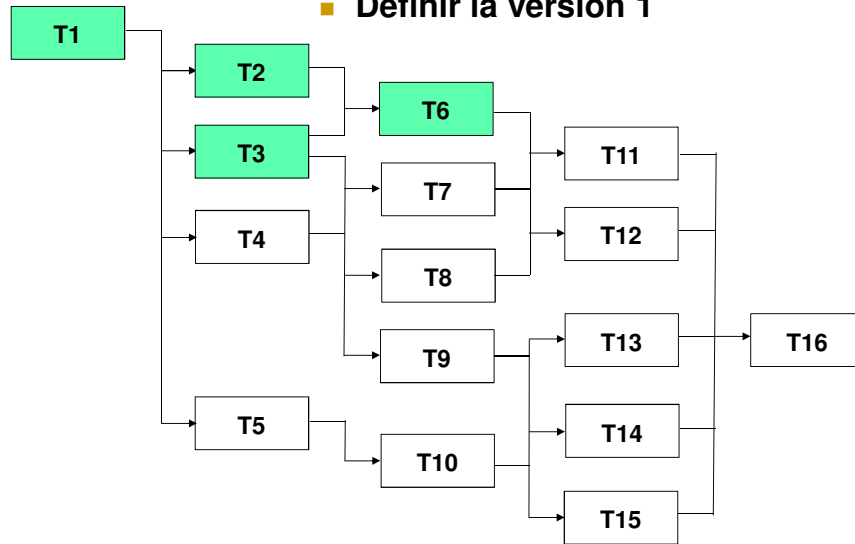 Définir la version 1
T1
T2
T3
T4
T5
T6
T7
T8
T9
T10
T11
T12
T13
T14
T15
T16